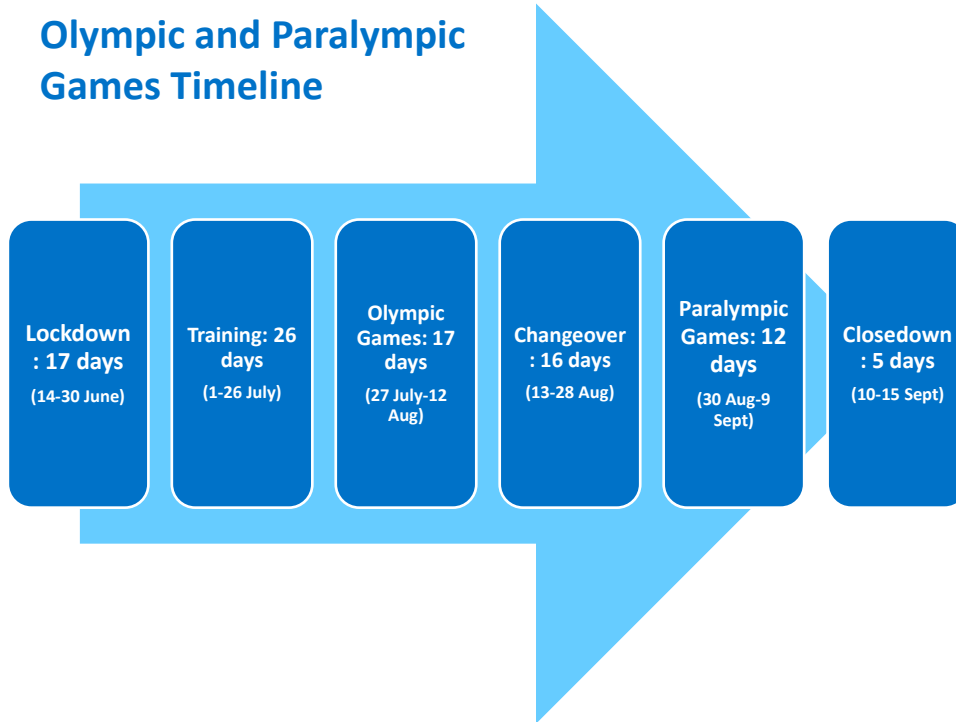 Olympic and Paralympic
Games Timeline
Lockdown
: 17 days
(14-30 June)
Training: 26
days
(1-26 July)
Olympic
Games: 17
days
(27 July-12
Aug)
Changeover
: 16 days
(13-28 Aug)
Paralympic
Games: 12
days
(30 Aug-9
Sept)
Closedown
: 5 days
(10-15 Sept)